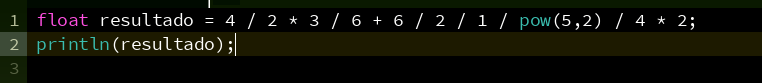 1 float resultado = 4 / 2 * 3 / 6 + 6 / 2 / 1 / pow(5,2) / 4 * 2;
2 println(resultado);
3